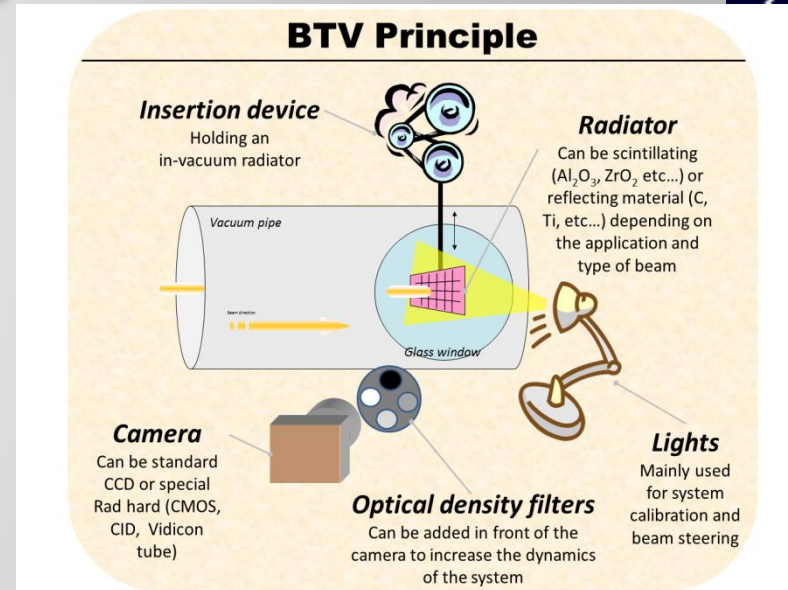 BTV Principle
Insertion device
Holding an
in-vacuum radiator
Radiator
Can be scintillating
(Al₂O₃, ZrO₂ etc…) or
reflecting material (C,
Ti, etc…) depending on
the application and
type of beam
Vacuum pipe
Beam direction
Glass window
Camera
Can be standard
CCD or special
Rad hard (CMOS,
CID, Vidicon
tube)
Optical density filters
Can be added in front of the
camera to increase the dynamics
of the system
Lights
Mainly used
for system
calibration and
beam steering